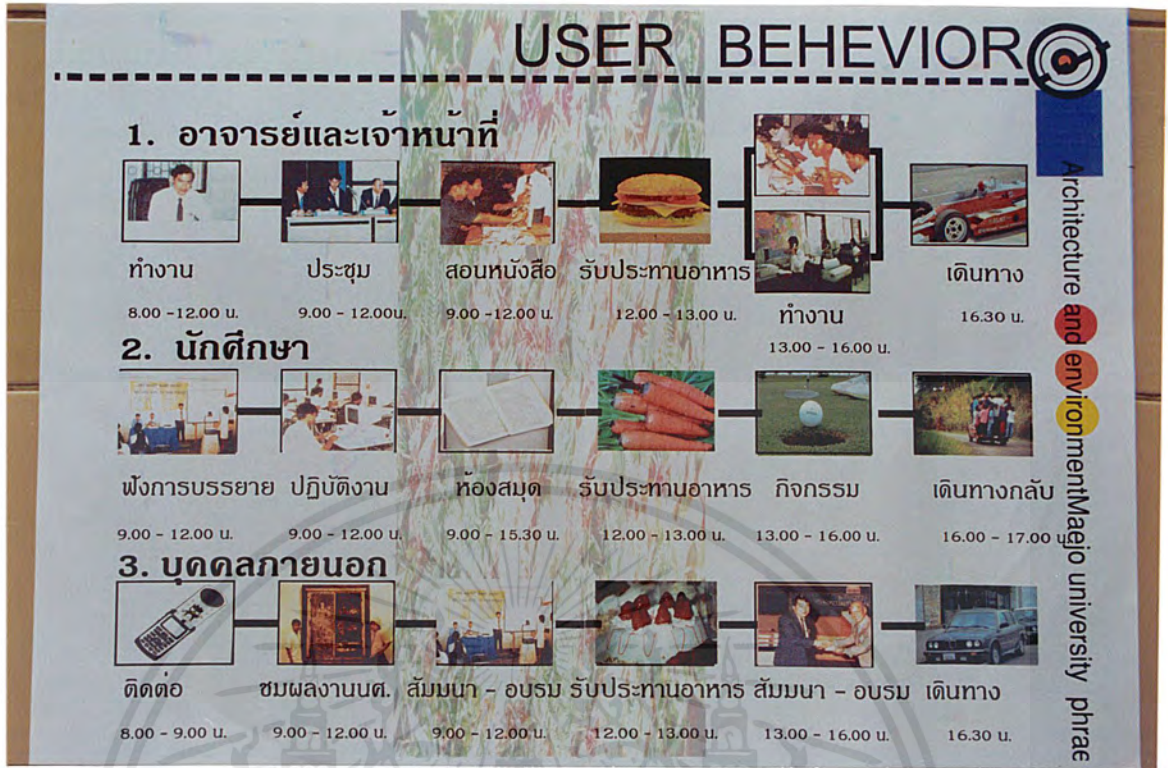 USER BEHEVIOR
1. อาจารย์และเจ้าหน้าที่
ทำงาน ประชุม สอนหนังสือ รับประทานอาหาร ทำงาน เดินทาง
8.00 -12.00 น. 9.00 - 12.00น. 9.00 -12.00 น. 12.00 - 13.00 น. 13.00 - 16.00 น. 16.30 น.
2. นักศึกษา
ฟังการบรรยาย ปฏิบัติงาน ห้องสมุด รับประทานอาหาร กิจกรรม เดินทางกลับ
9.00 - 12.00 น. 9.00 - 12.00 น. 9.00 - 15.30 น. 12.00 - 13.00 น. 13.00 - 16.00 น. 16.00 - 17.00 น.
3. บุคคลภายนอก
ติดต่อ ชมผลงานนศ. สัมมนา - อบรม รับประทานอาหาร สัมมนา - อบรม เดินทาง
8.00 - 9.00 น. 9.00 - 12.00 น. 9.00 - 12.00 น. 12.00 - 13.00 น. 13.00 - 16.00 น. 16.30 น.
Architecture and environmentMaejo university phrae